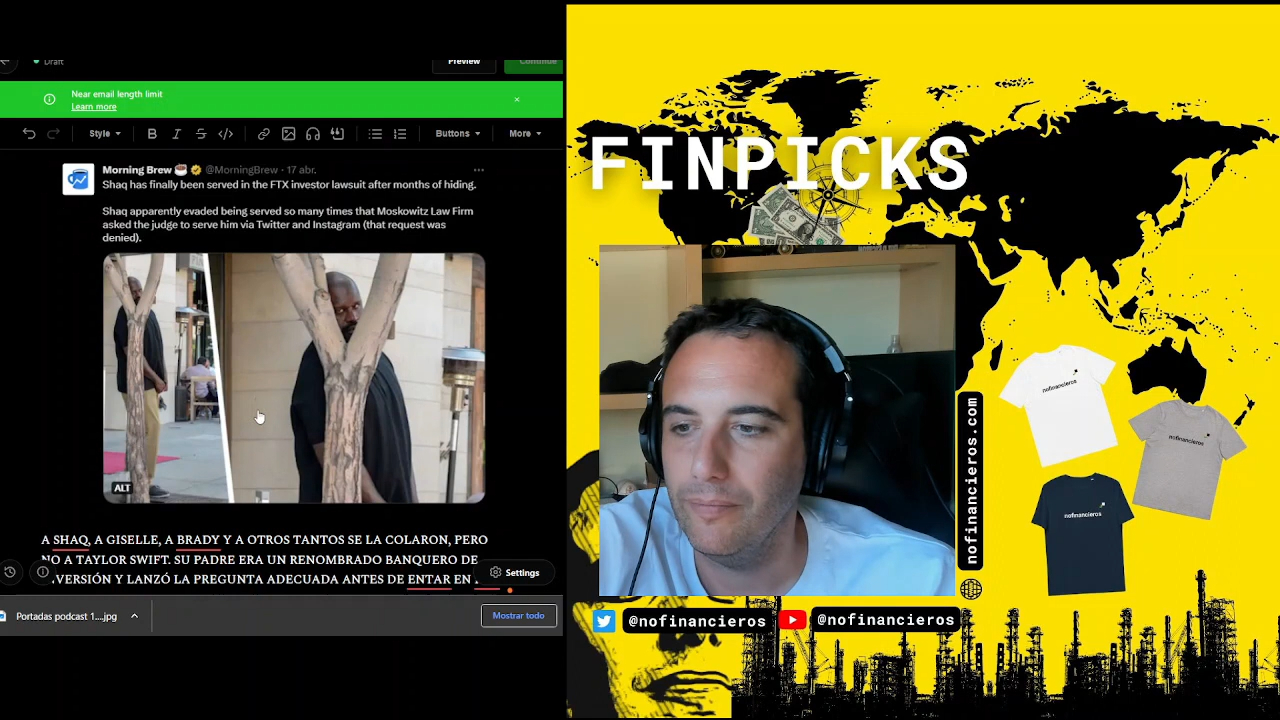 Draft
Preview
Continue
Near email length limit
Learn more
Style
B
I
S
Buttons
More
Morning Brew @MorningBrew · 17 abr.
Shaq has finally been served in the FTX investor lawsuit after months of hiding.
Shaq apparently evaded being served so many times that Moskowitz Law Firm
asked the judge to serve him via Twitter and Instagram (that request was
denied).
ALT
A SHAQ, A GISELLE, A BRADY Y A OTROS TANTOS SE LA COLARON, PERO
NO A TAYLOR SWIFT. SU PADRE ERA UN RENOMBRADO BANQUERO DE
VERSIÓN Y LANZÓ LA PREGUNTA ADECUADA ANTES DE ENTAR EN
Settings
Portadas podcast 1....jpg
Mostrar todo
FINPICKS
nofinancieros.com
nofinancieros
nofinancieros
nofinancieros
@nofinancieros
@nofinancieros